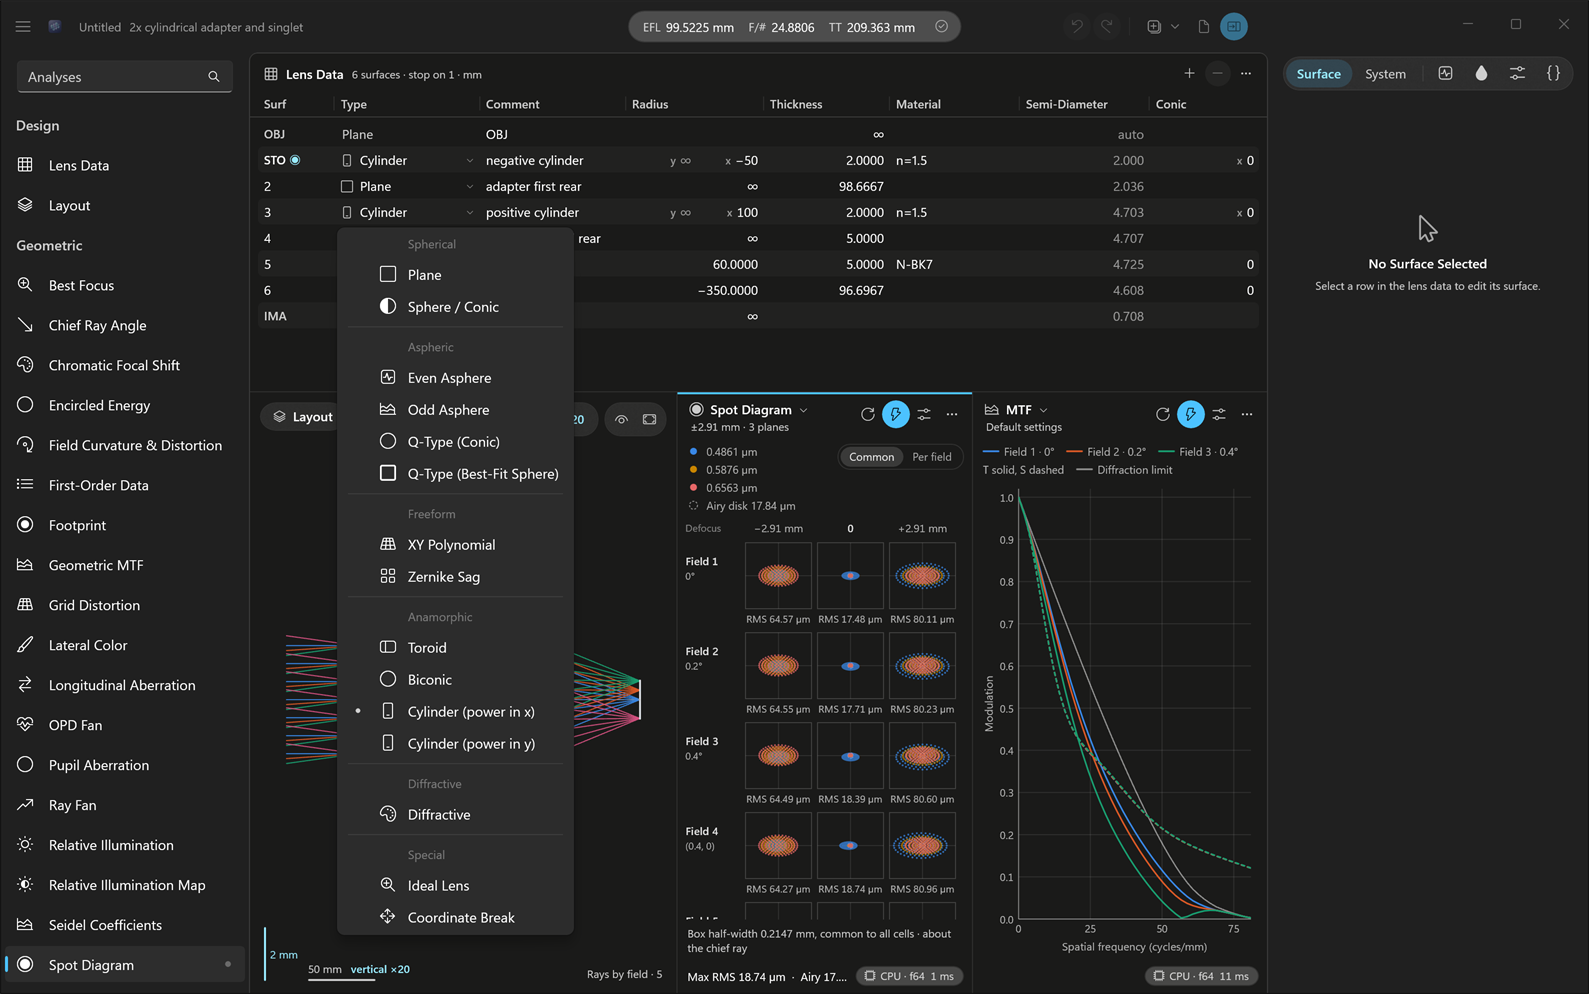 Untitled 2x cylindrical adapter and singlet
EFL 99.5225 mm F/# 24.8806 TT 209.363 mm
Analyses
Design
Lens Data
Layout
Geometric
Best Focus
Chief Ray Angle
Chromatic Focal Shift
Encircled Energy
Field Curvature & Distortion
First-Order Data
Footprint
Geometric MTF
Grid Distortion
Lateral Color
Longitudinal Aberration
OPD Fan
Pupil Aberration
Ray Fan
Relative Illumination
Relative Illumination Map
Seidel Coefficients
Spot Diagram
Lens Data 6 surfaces · stop on 1 · mm
Surf Type Comment Radius Thickness Material Semi-Diameter Conic
OBJ Plane OBJ ∞ auto
STO Cylinder negative cylinder y ∞ x −50 2.0000 n=1.5 2.000 x 0
2 Plane adapter first rear ∞ 98.6667 2.036
3 Cylinder positive cylinder y ∞ x 100 2.0000 n=1.5 4.703 x 0
4 rear ∞ 5.0000 4.707
5 60.0000 5.0000 N-BK7 4.725 0
6 −350.0000 96.6967 4.608 0
IMA ∞ 0.708
Spherical
Plane
Sphere / Conic
Aspheric
Even Asphere
Odd Asphere
Q-Type (Conic)
Q-Type (Best-Fit Sphere)
Freeform
XY Polynomial
Zernike Sag
Anamorphic
Toroid
Biconic
Cylinder (power in x)
Cylinder (power in y)
Diffractive
Diffractive
Special
Ideal Lens
Coordinate Break
Layout
20
2 mm
50 mm vertical ×20
Rays by field · 5
Spot Diagram
±2.91 mm · 3 planes
0.4861 µm
0.5876 µm
0.6563 µm
Airy disk 17.84 µm
Common Per field
Defocus −2.91 mm 0 +2.91 mm
Field 1
0°
RMS 64.57 µm RMS 17.48 µm RMS 80.11 µm
Field 2
0.2°
RMS 64.55 µm RMS 17.71 µm RMS 80.23 µm
Field 3
0.4°
RMS 64.49 µm RMS 18.39 µm RMS 80.60 µm
Field 4
(0.4, 0)
RMS 64.27 µm RMS 18.74 µm RMS 80.96 µm
Box half-width 0.2147 mm, common to all cells · about
the chief ray
Max RMS 18.74 µm · Airy 17....
CPU · f64 1 ms
MTF
Default settings
Field 1 · 0° Field 2 · 0.2° Field 3 · 0.4°
T solid, S dashed Diffraction limit
Modulation
1.0
0.9
0.8
0.7
0.6
0.5
0.4
0.3
0.2
0.1
0.0
0 25 50 75
Spatial frequency (cycles/mm)
CPU · f64 11 ms
Surface System
No Surface Selected
Select a row in the lens data to edit its surface.